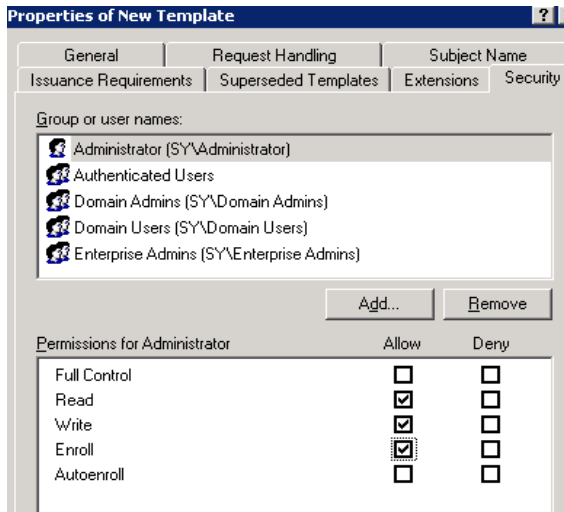 Properties of New Template ?
General Request Handling Subject Name
Issuance Requirements Superseded Templates Extensions Security
Group or user names:
Administrator (SY\Administrator)
Authenticated Users
Domain Admins (SY\Domain Admins)
Domain Users (SY\Domain Users)
Enterprise Admins (SY\Enterprise Admins)
Add... Remove
Permissions for Administrator Allow Deny
Full Control
Read
Write
Enroll
Autoenroll